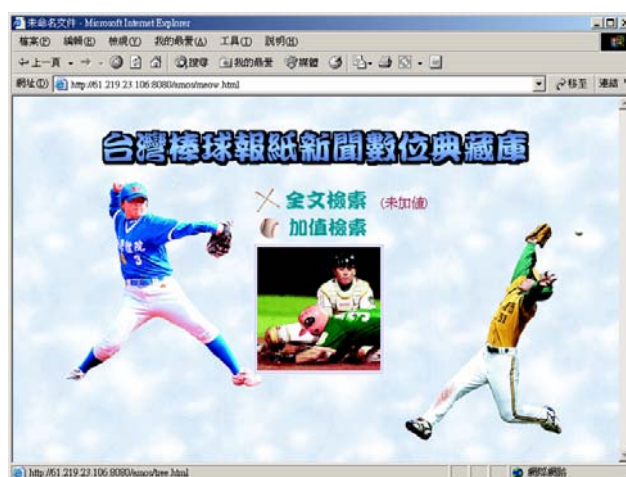 未命名文件 - Microsoft Internet Explorer
檔案(F) 編輯(E) 檢視(V) 我的最愛(A) 工具(T) 說明(H)
上一頁 搜尋 我的最愛 媒體
網址(D) http://61.219.23.106:8080/amos/meow.html 移至 連結
台灣棒球報紙新聞數位典藏庫
全文檢索 (未加值)
加值檢索
http://61.219.23.106:8080/amos/tree.html 網際網路